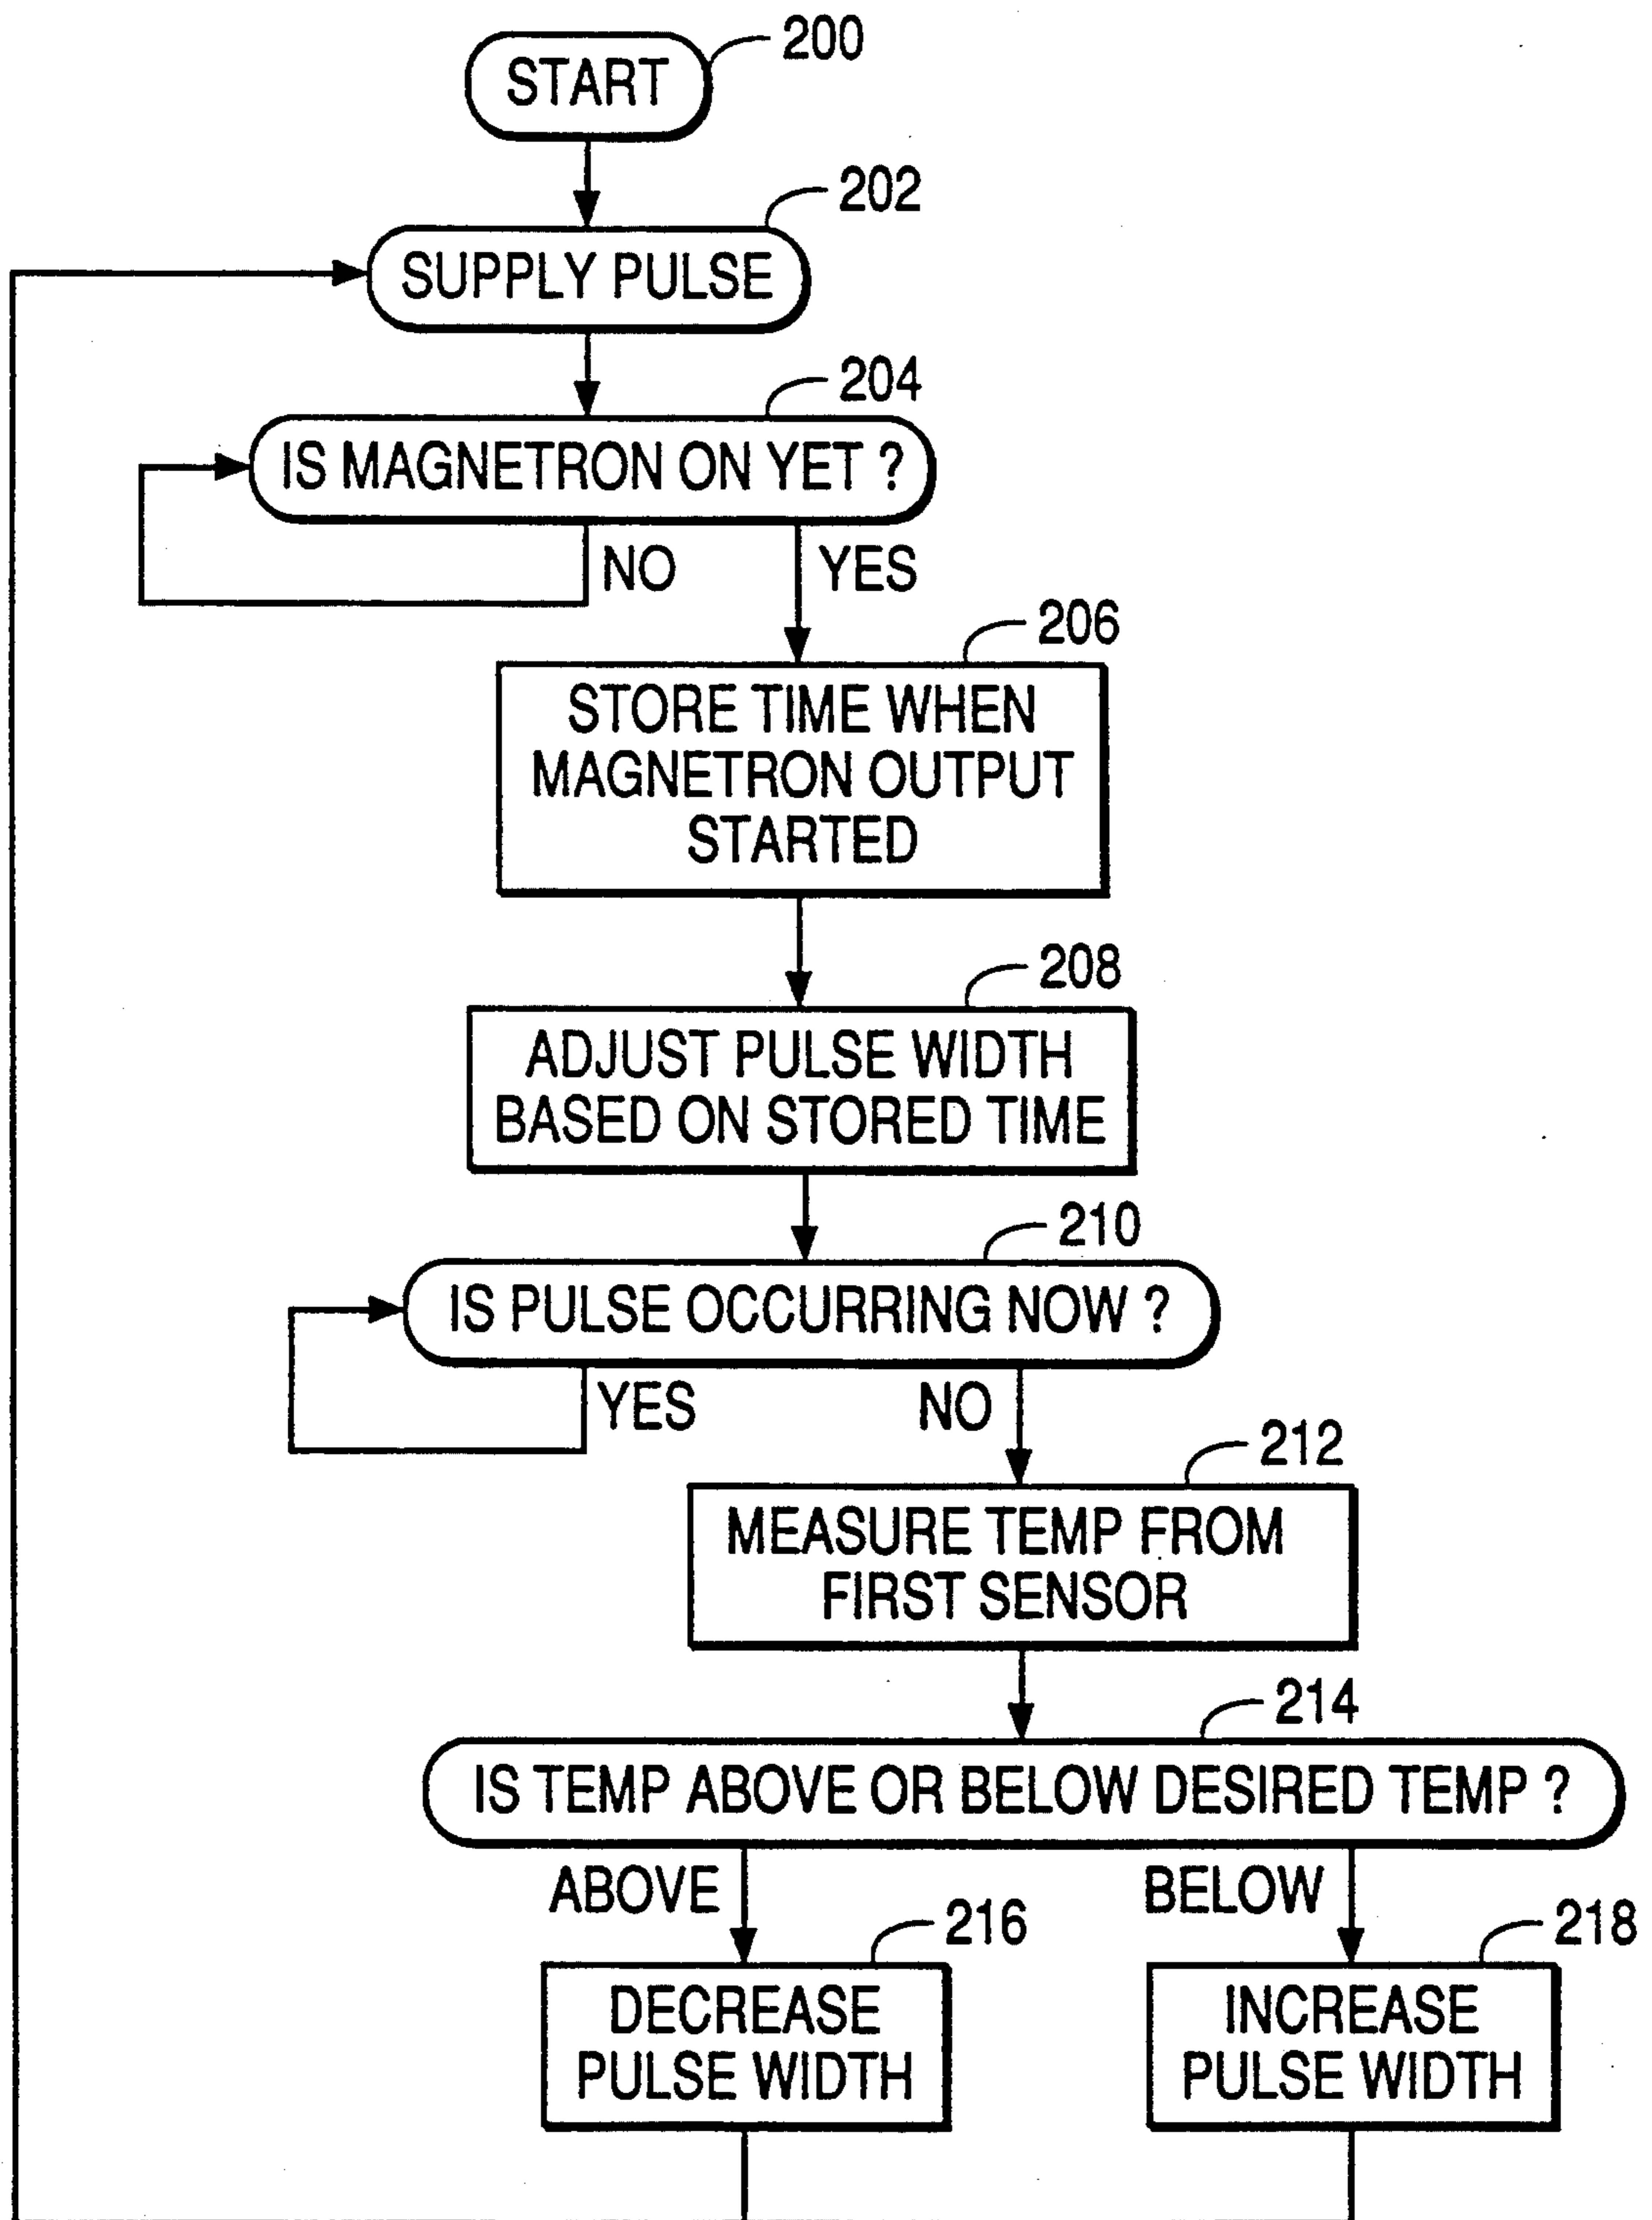 200
START
202
SUPPLY PULSE
204
IS MAGNETRON ON YET ?
NO
YES
206
STORE TIME WHEN
MAGNETRON OUTPUT
STARTED
208
ADJUST PULSE WIDTH
BASED ON STORED TIME
210
IS PULSE OCCURRING NOW ?
YES
NO
212
MEASURE TEMP FROM
FIRST SENSOR
214
IS TEMP ABOVE OR BELOW DESIRED TEMP ?
ABOVE
BELOW
216
DECREASE
PULSE WIDTH
218
INCREASE
PULSE WIDTH